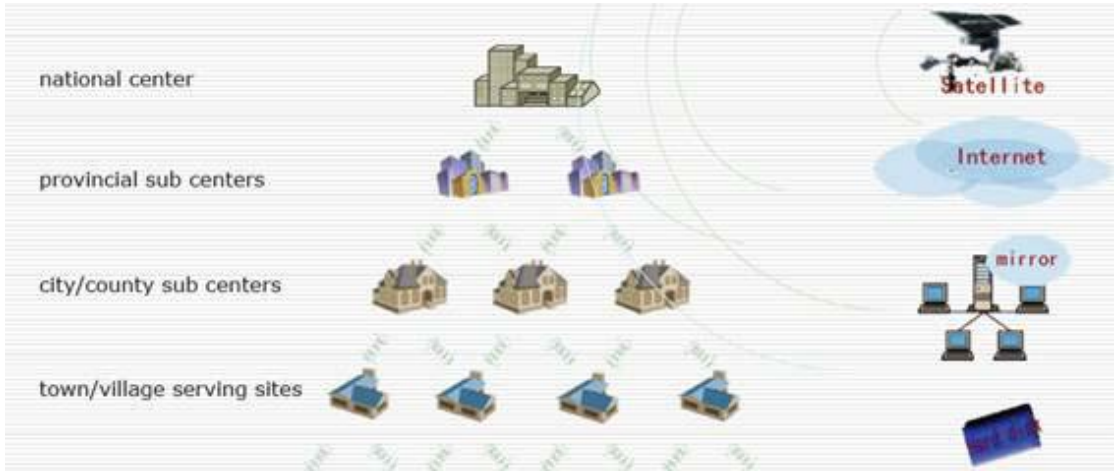 national center
Satellite
Internet
provincial sub centers
mirror
city/county sub centers
town/village serving sites